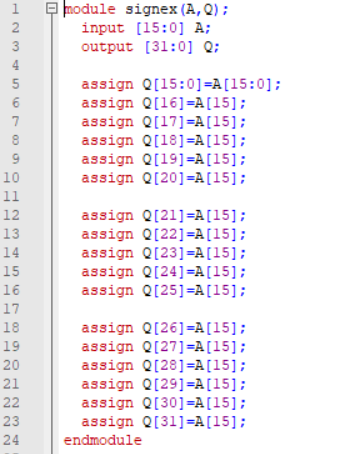 1 module signex(A,Q);
2 input [15:0] A;
3 output [31:0] Q;
4
5 assign Q[15:0]=A[15:0];
6 assign Q[16]=A[15];
7 assign Q[17]=A[15];
8 assign Q[18]=A[15];
9 assign Q[19]=A[15];
10 assign Q[20]=A[15];
11
12 assign Q[21]=A[15];
13 assign Q[22]=A[15];
14 assign Q[23]=A[15];
15 assign Q[24]=A[15];
16 assign Q[25]=A[15];
17
18 assign Q[26]=A[15];
19 assign Q[27]=A[15];
20 assign Q[28]=A[15];
21 assign Q[29]=A[15];
22 assign Q[30]=A[15];
23 assign Q[31]=A[15];
24 endmodule